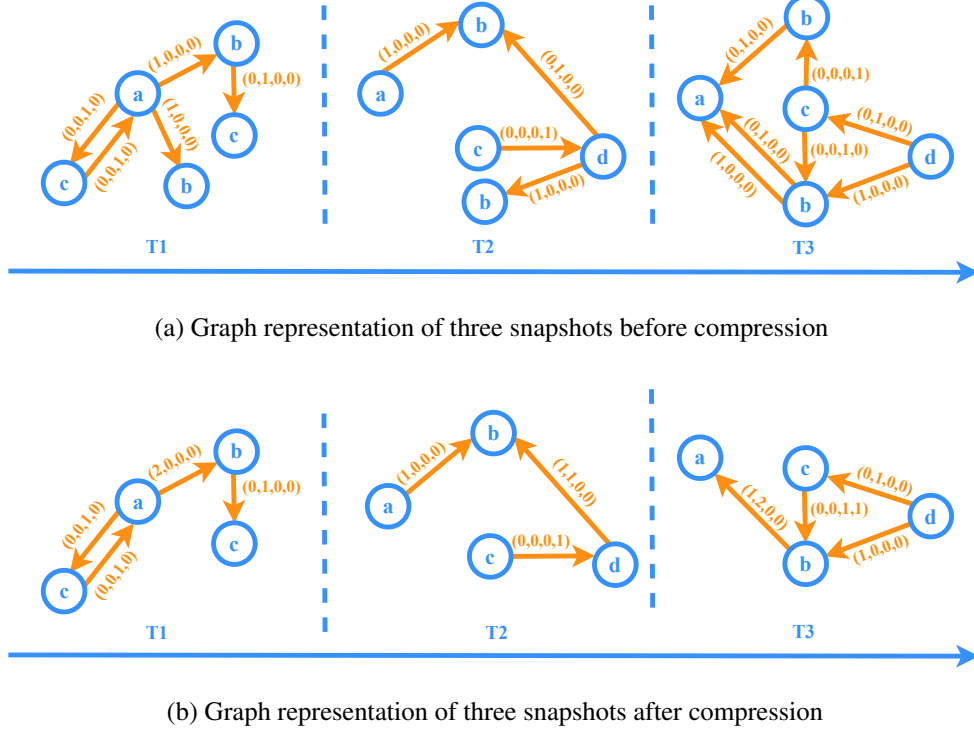 b
(1,0,0,0)
a
(0,1,0,0)
(0,0,1,0)
(0,0,1,0)
(1,0,0,0)
c
c
b
T1
b
(1,0,0,0)
a
(0,1,0,0)
c
(0,0,0,1)
d
b
(1,0,0,0)
T2
b
(0,1,0,0)
a
(0,0,0,1)
c
(0,1,0,0)
(0,1,0,0)
(0,0,1,0)
d
(1,0,0,0)
(1,0,0,0)
b
T3
(a) Graph representation of three snapshots before compression
b
(2,0,0,0)
a
(0,1,0,0)
(0,0,1,0)
(0,0,1,0)
c
c
T1
b
(1,0,0,0)
a
(1,1,0,0)
c
(0,0,0,1)
d
T2
a
c
(0,1,0,0)
(1,2,0,0)
(0,0,1,1)
d
(1,0,0,0)
b
T3
(b) Graph representation of three snapshots after compression